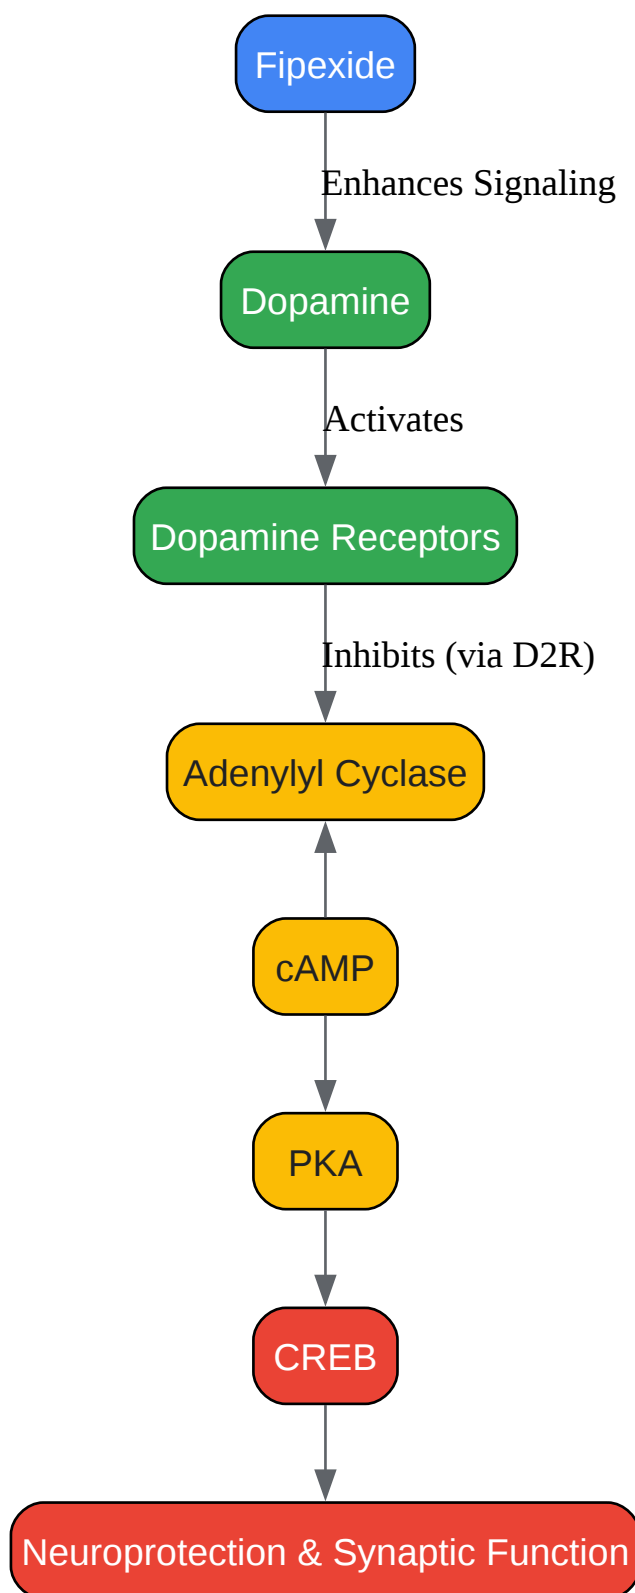 Fipexide
Enhances Signaling
Dopamine
Activates
Dopamine Receptors
Inhibits (via D2R)
Adenylyl Cyclase
cAMP
PKA
CREB
Neuroprotection & Synaptic Function